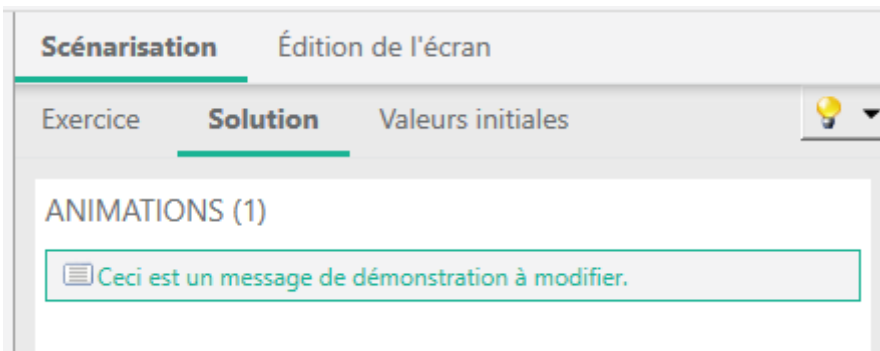 Scénarisation Édition de l'écran
Exercice Solution Valeurs initiales
ANIMATIONS (1)
Ceci est un message de démonstration à modifier.